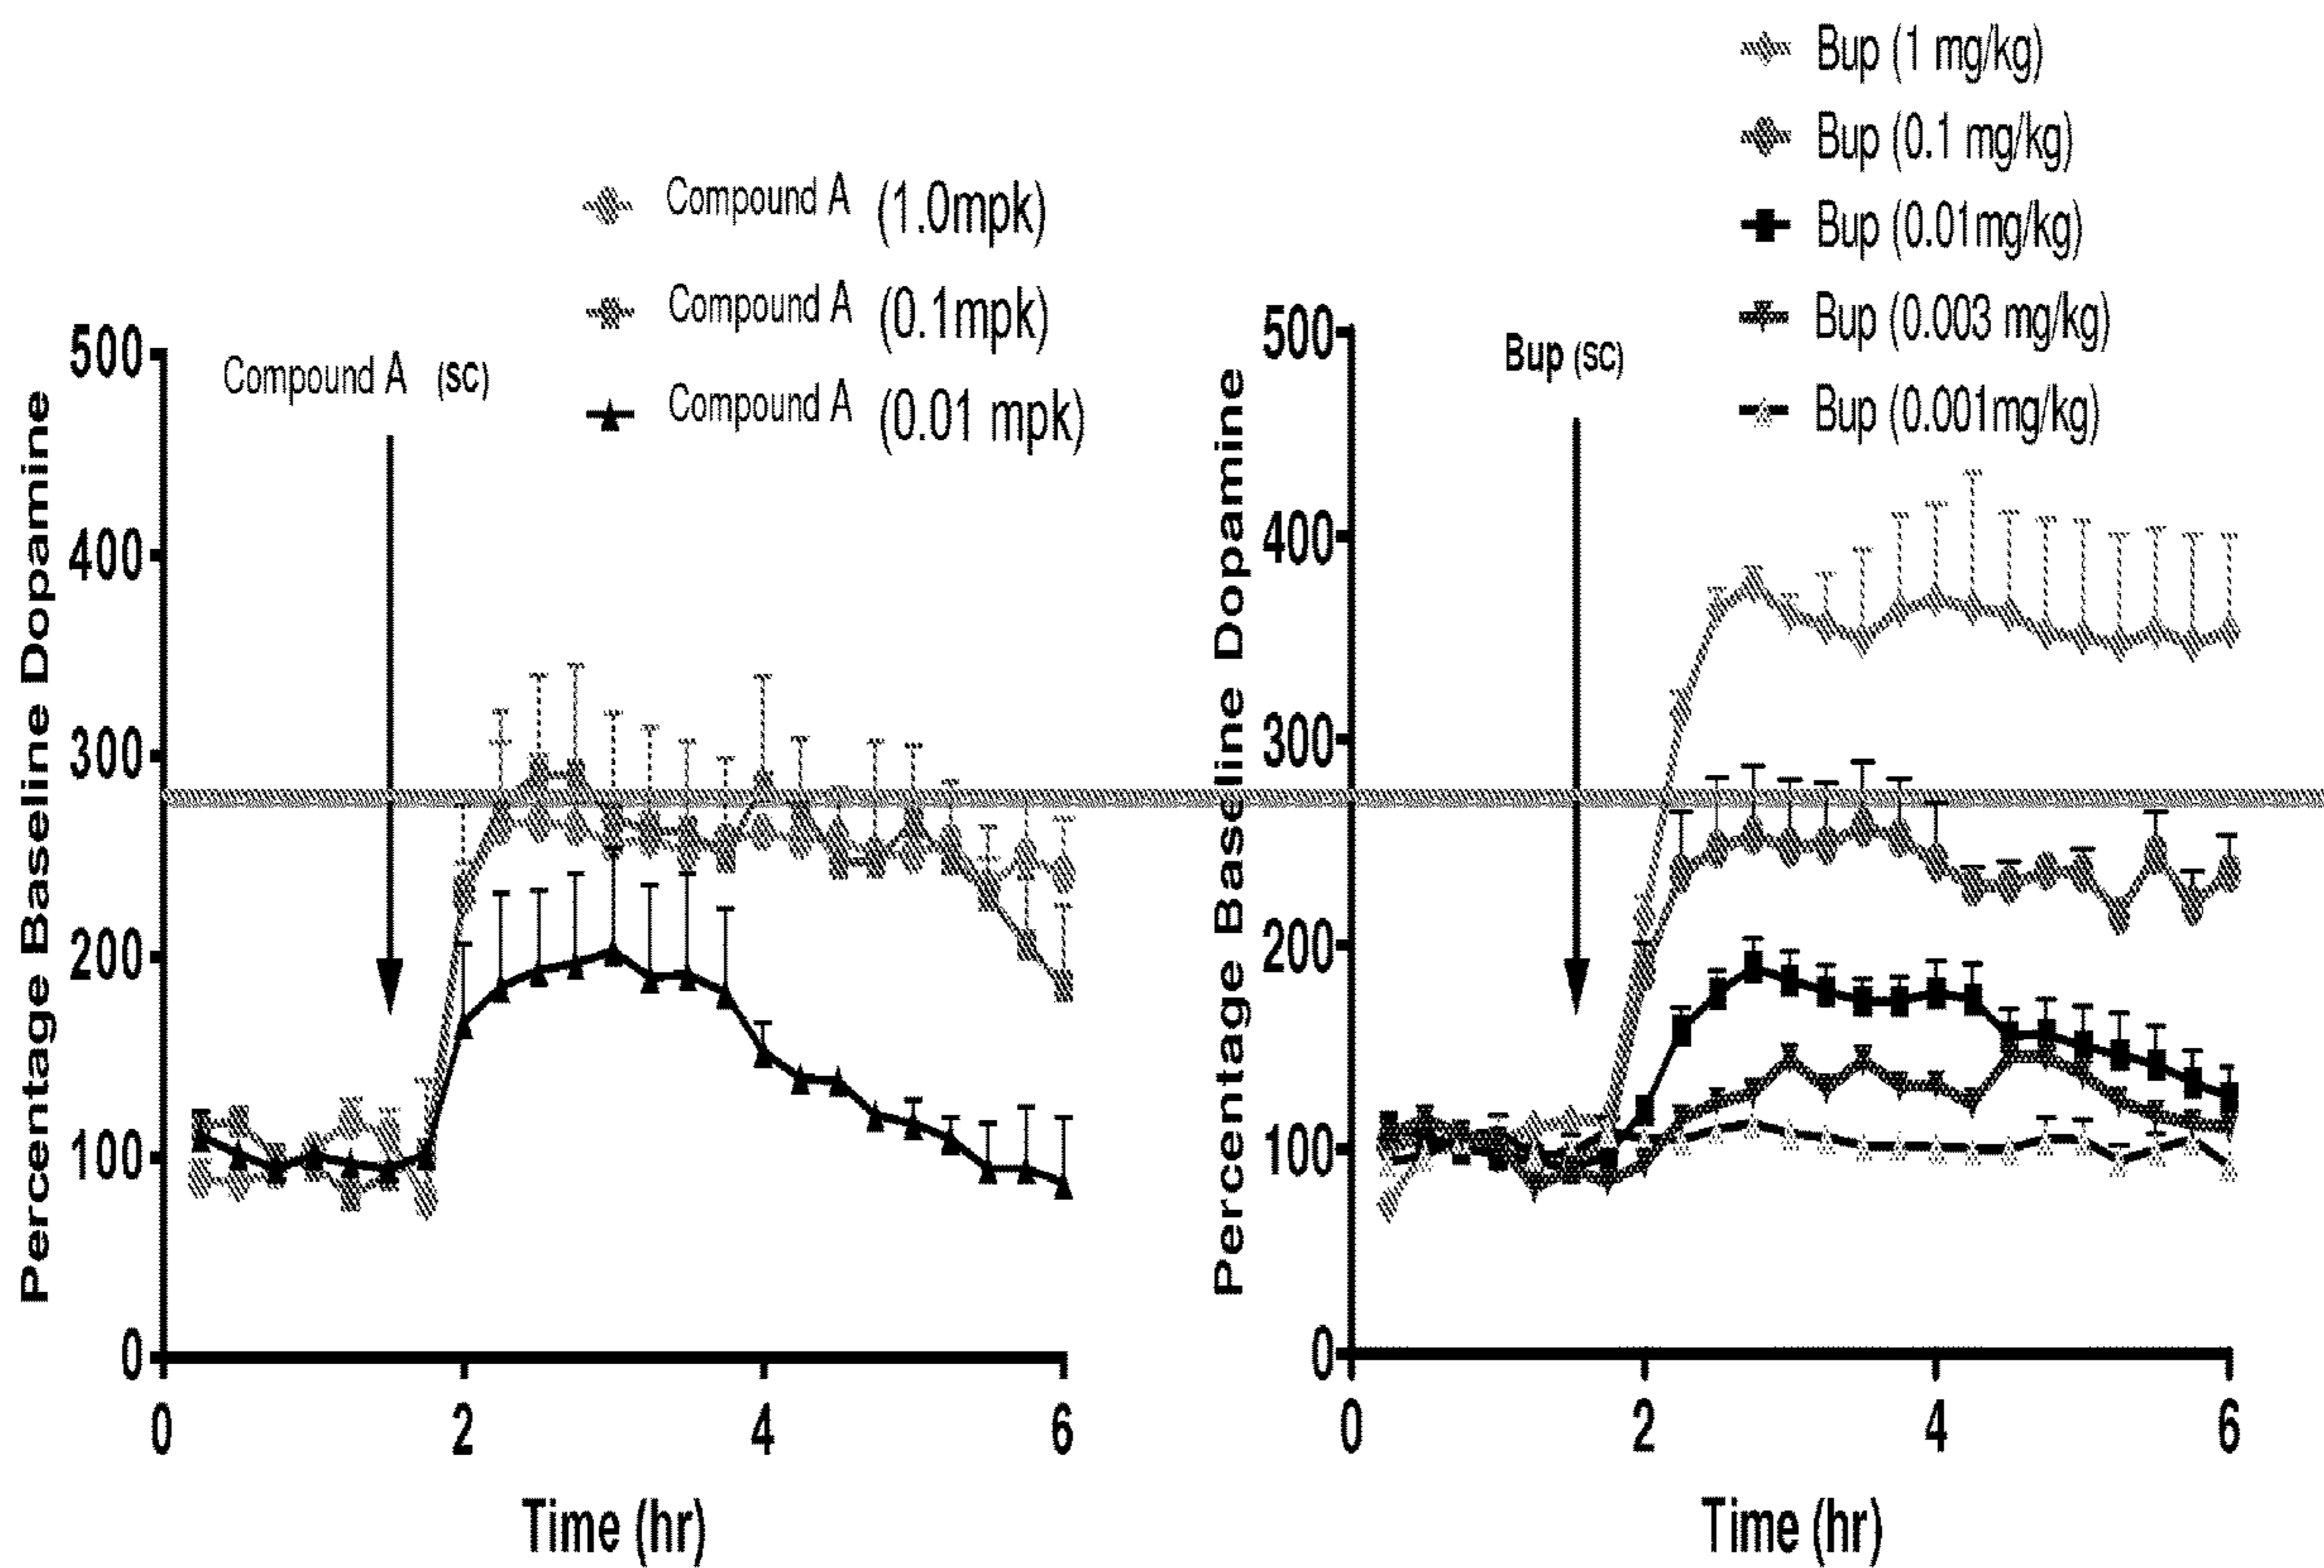 Compound A (1.0mpk)
Compound A (0.1mpk)
Compound A (0.01 mpk)
Compound A (SC)
Percentage Baseline Dopamine
500
400
300
200
100
0
0
2
4
6
Time (hr)
Bup (1 mg/kg)
Bup (0.1 mg/kg)
Bup (0.01mg/kg)
Bup (0.003 mg/kg)
Bup (0.001mg/kg)
Bup (SC)
Percentage Baseline Dopamine
500
400
300
200
100
0
0
2
4
6
Time (hr)